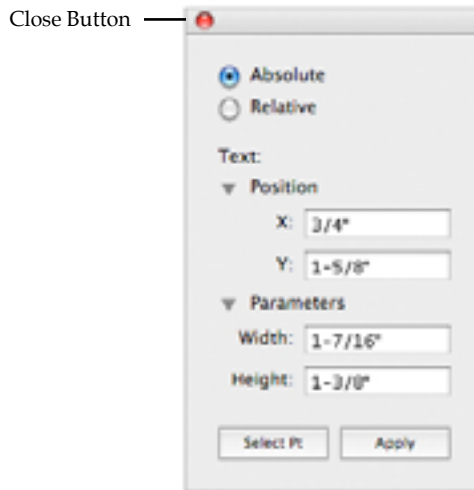 Close Button
Absolute
Relative
Text:
Position
X: 3/4"
Y: 1-5/8"
Parameters
Width: 1-7/16"
Height: 1-3/8"
Select Pt Apply